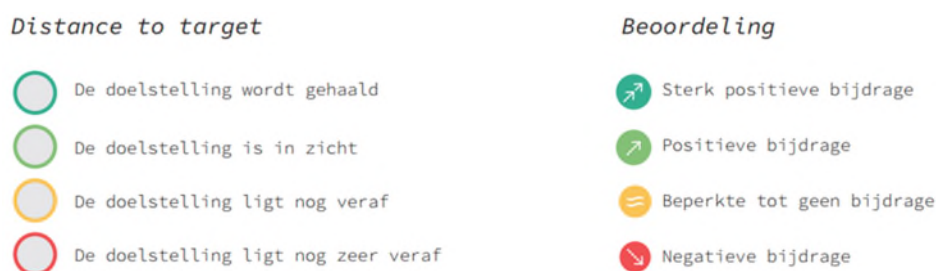 Distance to target
De doelstelling wordt gehaald
De doelstelling is in zicht
De doelstelling ligt nog veraf
De doelstelling ligt nog zeer veraf
Beoordeling
Sterk positieve bijdrage
Positieve bijdrage
Beperkte tot geen bijdrage
Negatieve bijdrage